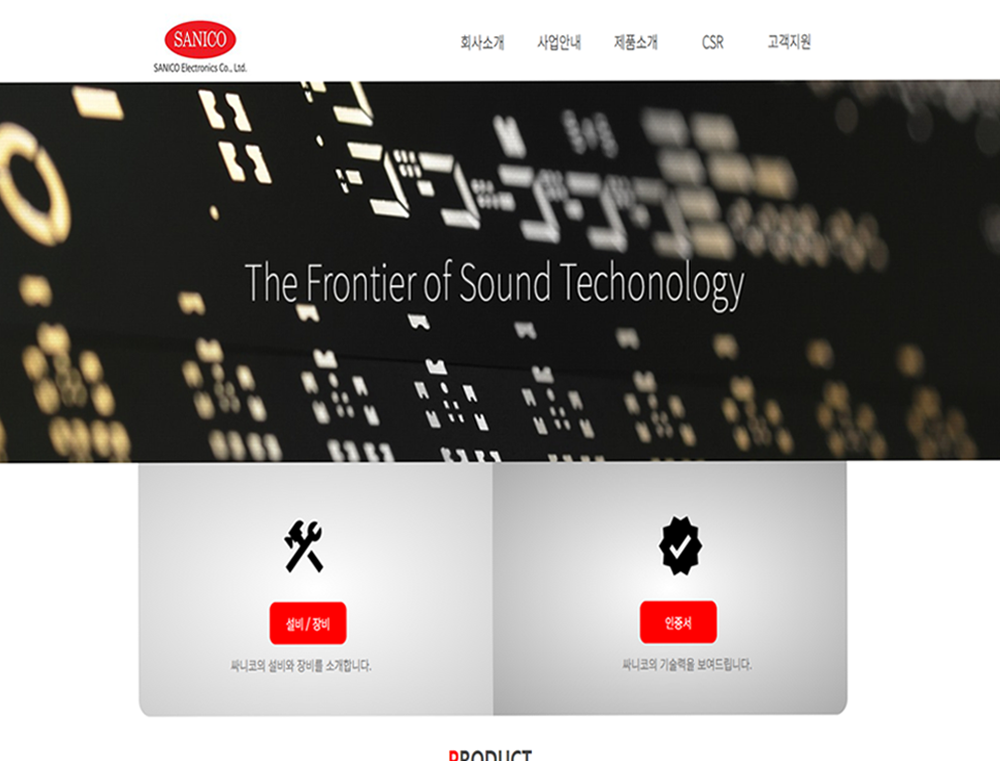 SANICO
SANICO Electronics Co., Ltd.
회사소개 사업안내 제품소개 CSR 고객지원
The Frontier of Sound Techonology
설비 / 장비
인증서
싸니코의 설비와 장비를 소개합니다.
싸니코의 기술력을 보여드립니다.
PRODUCT